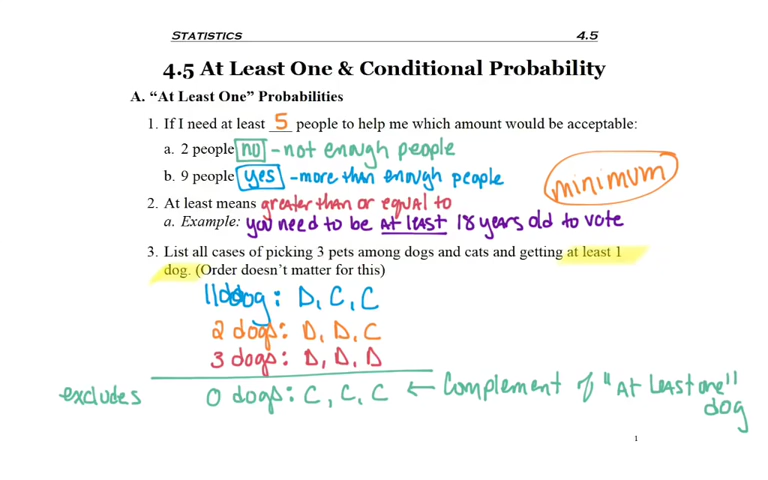 STATISTICS 4.5
4.5 At Least One & Conditional Probability
A. “At Least One” Probabilities
1. If I need at least 5 people to help me which amount would be acceptable:
a. 2 people no - not enough people
b. 9 people yes - more than enough people
minimum
2. At least means greater than or equal to
a. Example: you need to be AT LEAST 18 years old to vote
3. List all cases of picking 3 pets among dogs and cats and getting at least 1
dog. (Order doesn't matter for this)
dog: D, C, C
2 dogs: D, D, C
3 dogs: D, D, D
excludes 0 dogs: C, C, C ← Complement of "At Least one"
dog
1